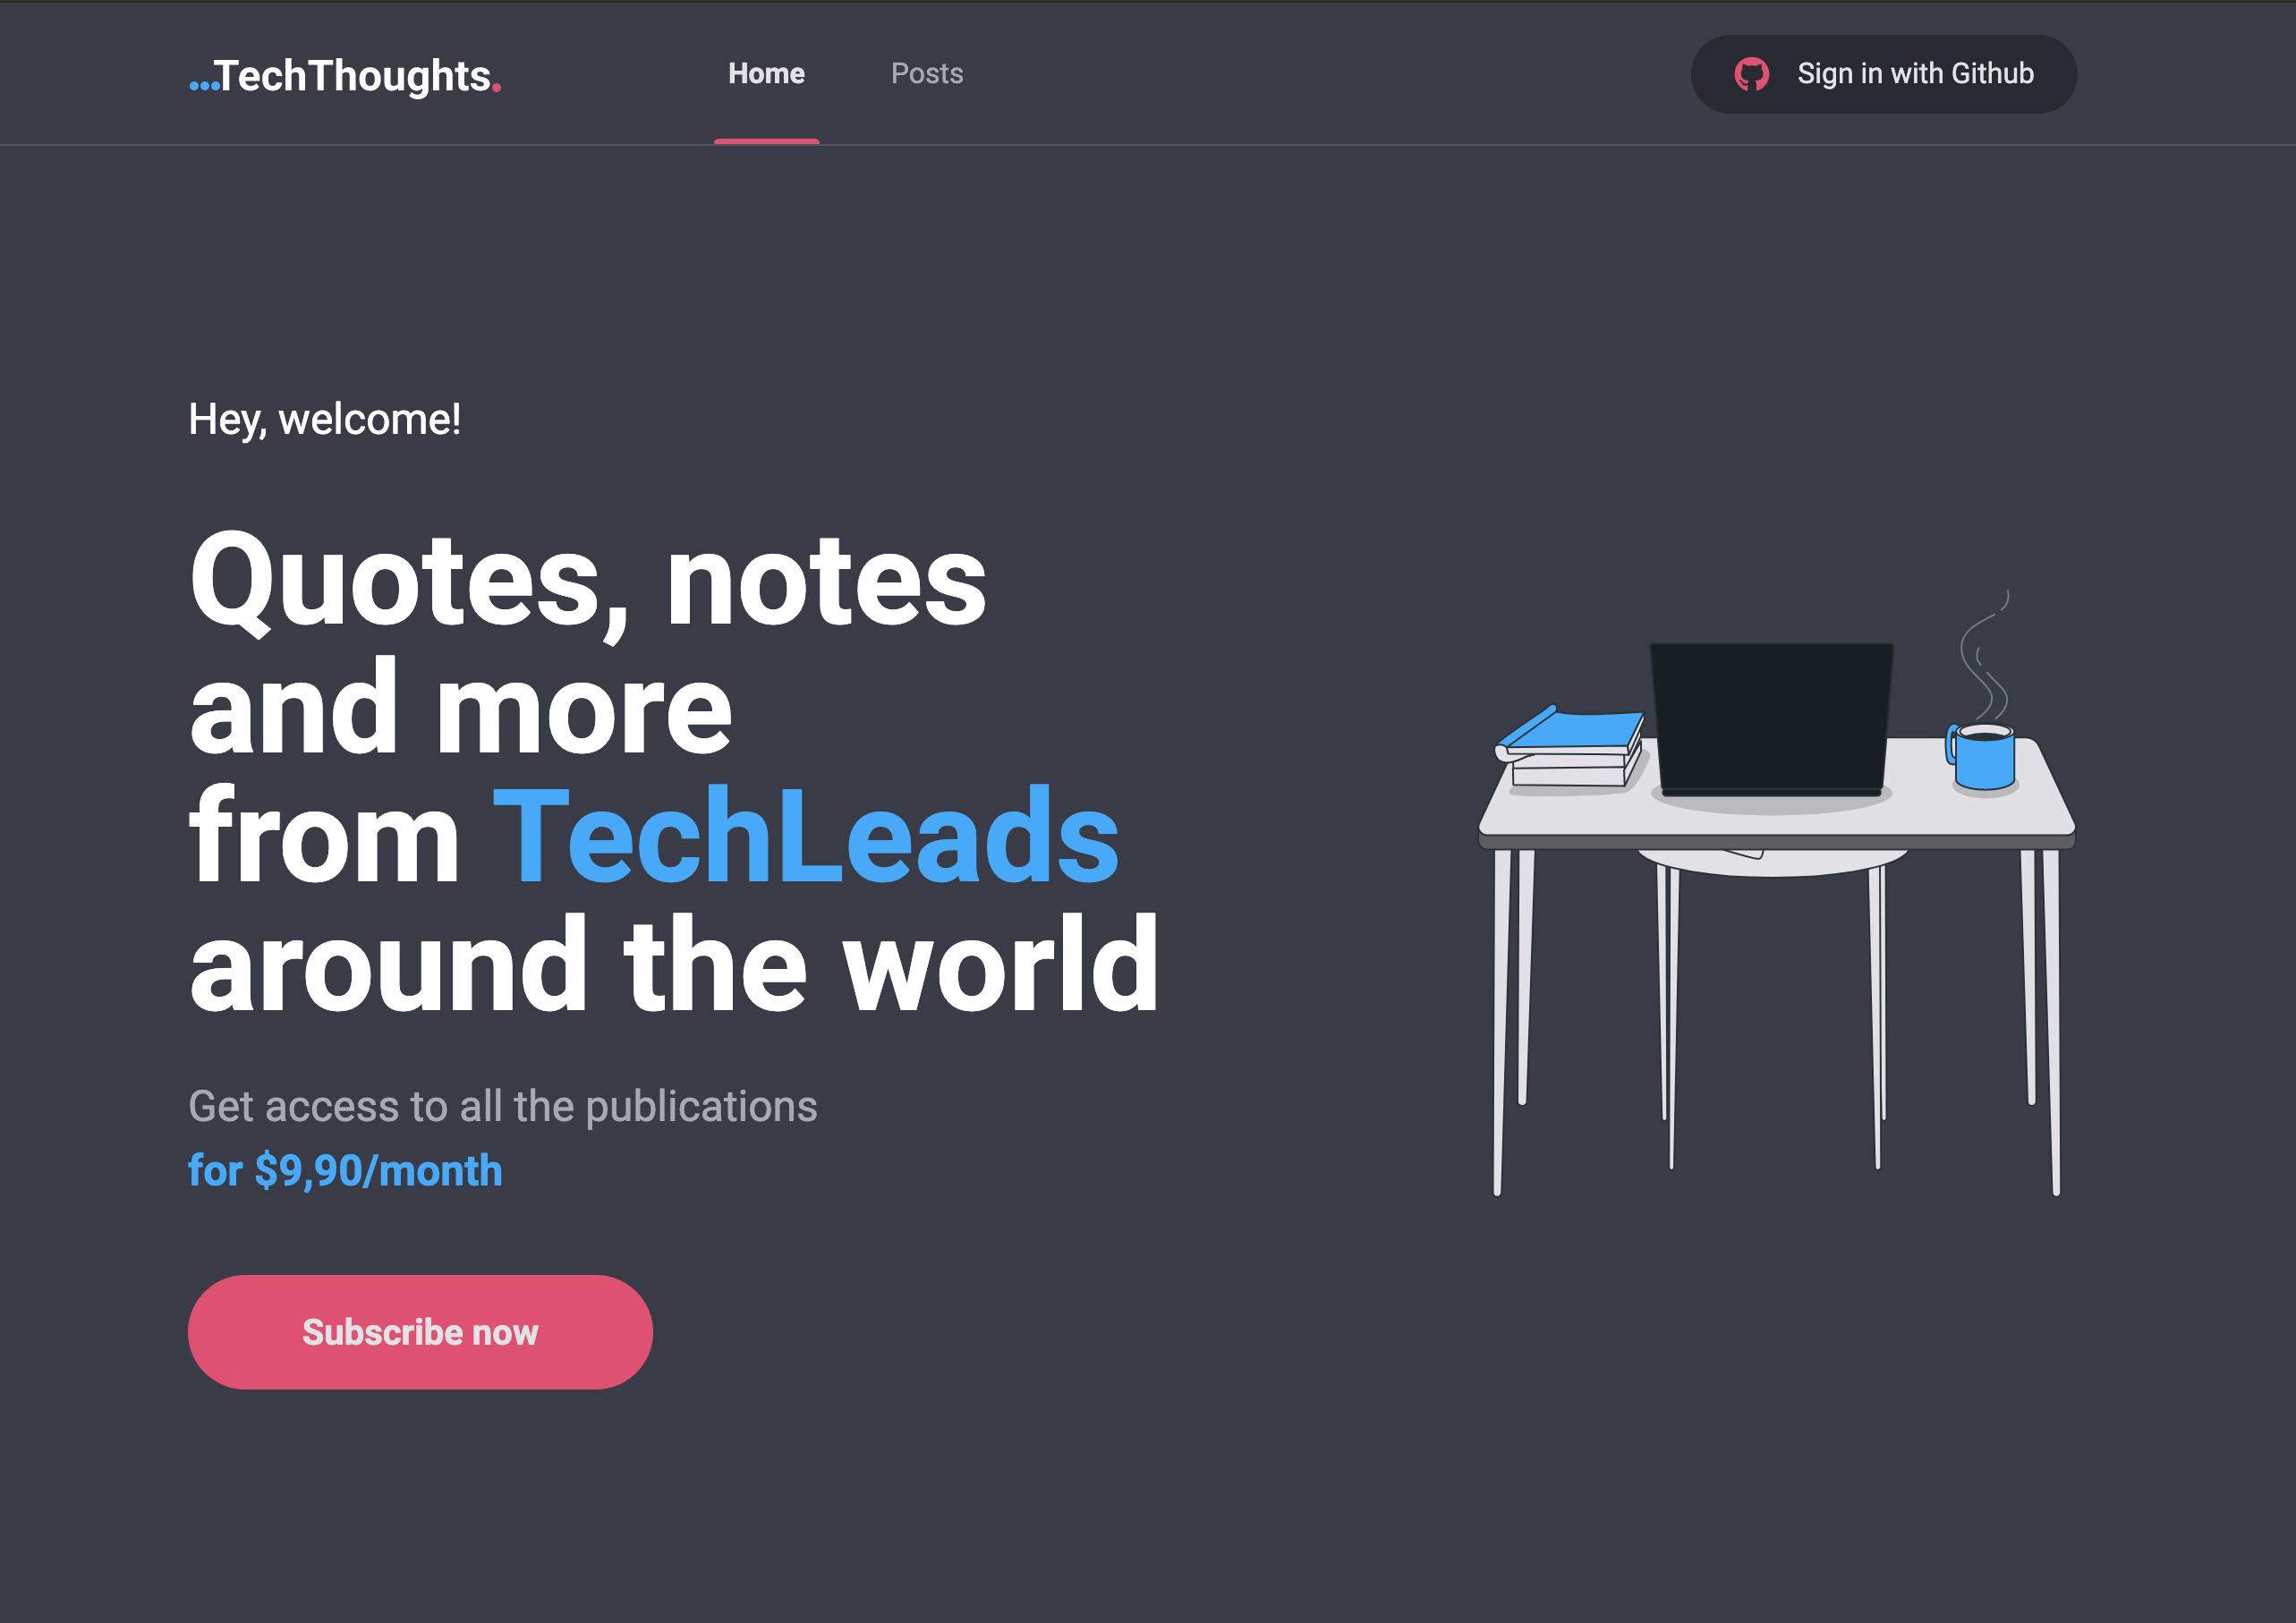 ...TechThoughts.
Home
Posts
Sign in with Github
Hey, welcome!
Quotes, notes
and more
from TechLeads
around the world
Get access to all the publications
for $9,90/month
Subscribe now